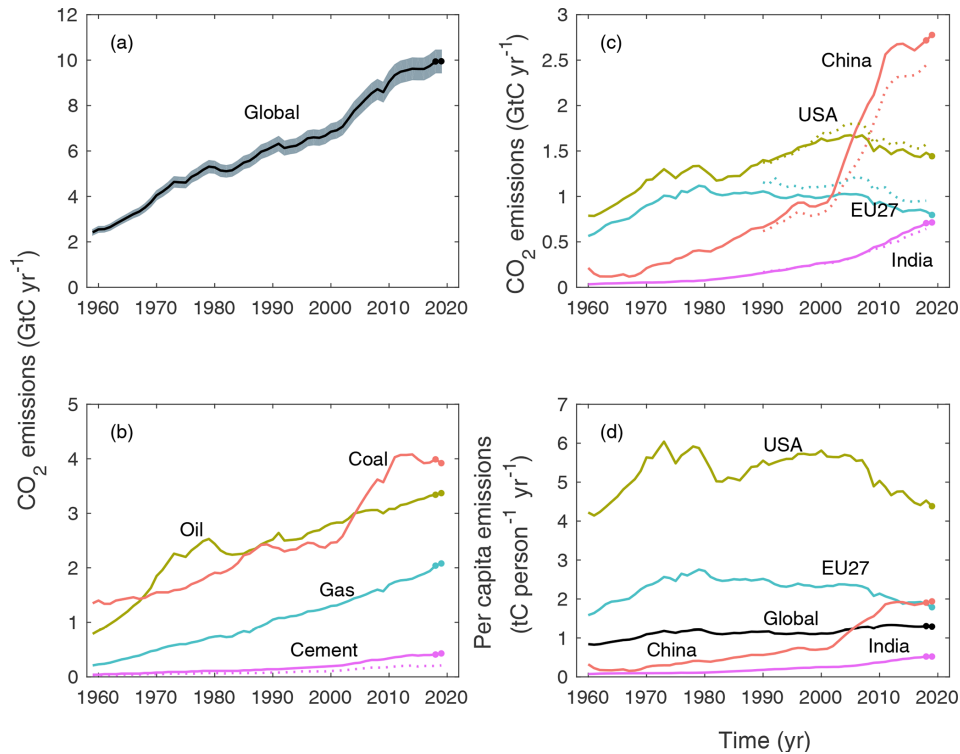 CO2 emissions (GtC yr-1)
(a)
Global
12
10
8
6
4
2
0
1960 1970 1980 1990 2000 2010 2020
CO2 emissions (GtC yr-1)
(c)
China
USA
EU27
India
3
2.5
2
1.5
1
0.5
0
1960 1970 1980 1990 2000 2010 2020
(b)
Coal
Oil
Gas
Cement
5
4
3
2
1
0
1960 1970 1980 1990 2000 2010 2020
Per capita emissions
(tC person-1 yr-1)
(d)
USA
EU27
Global
China
India
7
6
5
4
3
2
1
0
1960 1970 1980 1990 2000 2010 2020
Time (yr)